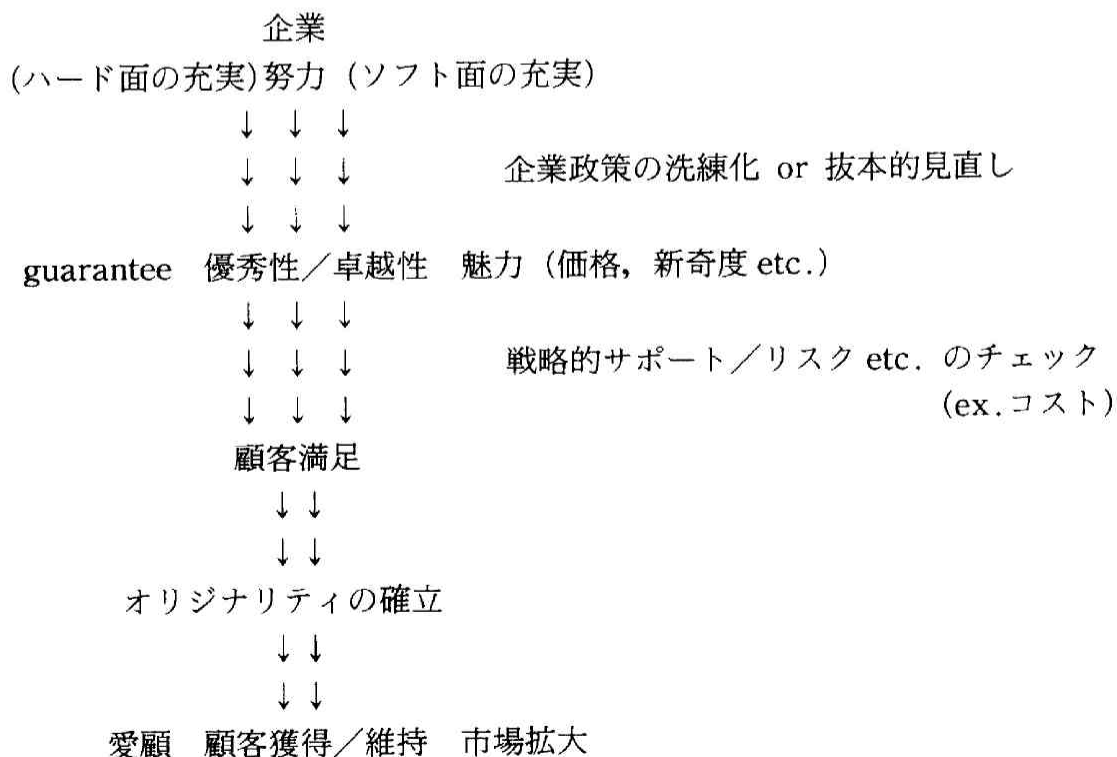 企業
(ハード面の充実)努力 (ソフト面の充実)
↓ ↓ ↓
↓ ↓ ↓ 企業政策の洗練化 or 抜本的見直し
↓ ↓ ↓
guarantee 優秀性／卓越性 魅力 (価格, 新奇度 etc.)
↓ ↓ ↓
↓ ↓ ↓ 戦略的サポート／リスク etc. のチェック
↓ ↓ ↓ (ex.コスト)
顧客満足
↓ ↓
↓ ↓
オリジナリティの確立
↓ ↓
↓ ↓
愛顧 顧客獲得／維持 市場拡大